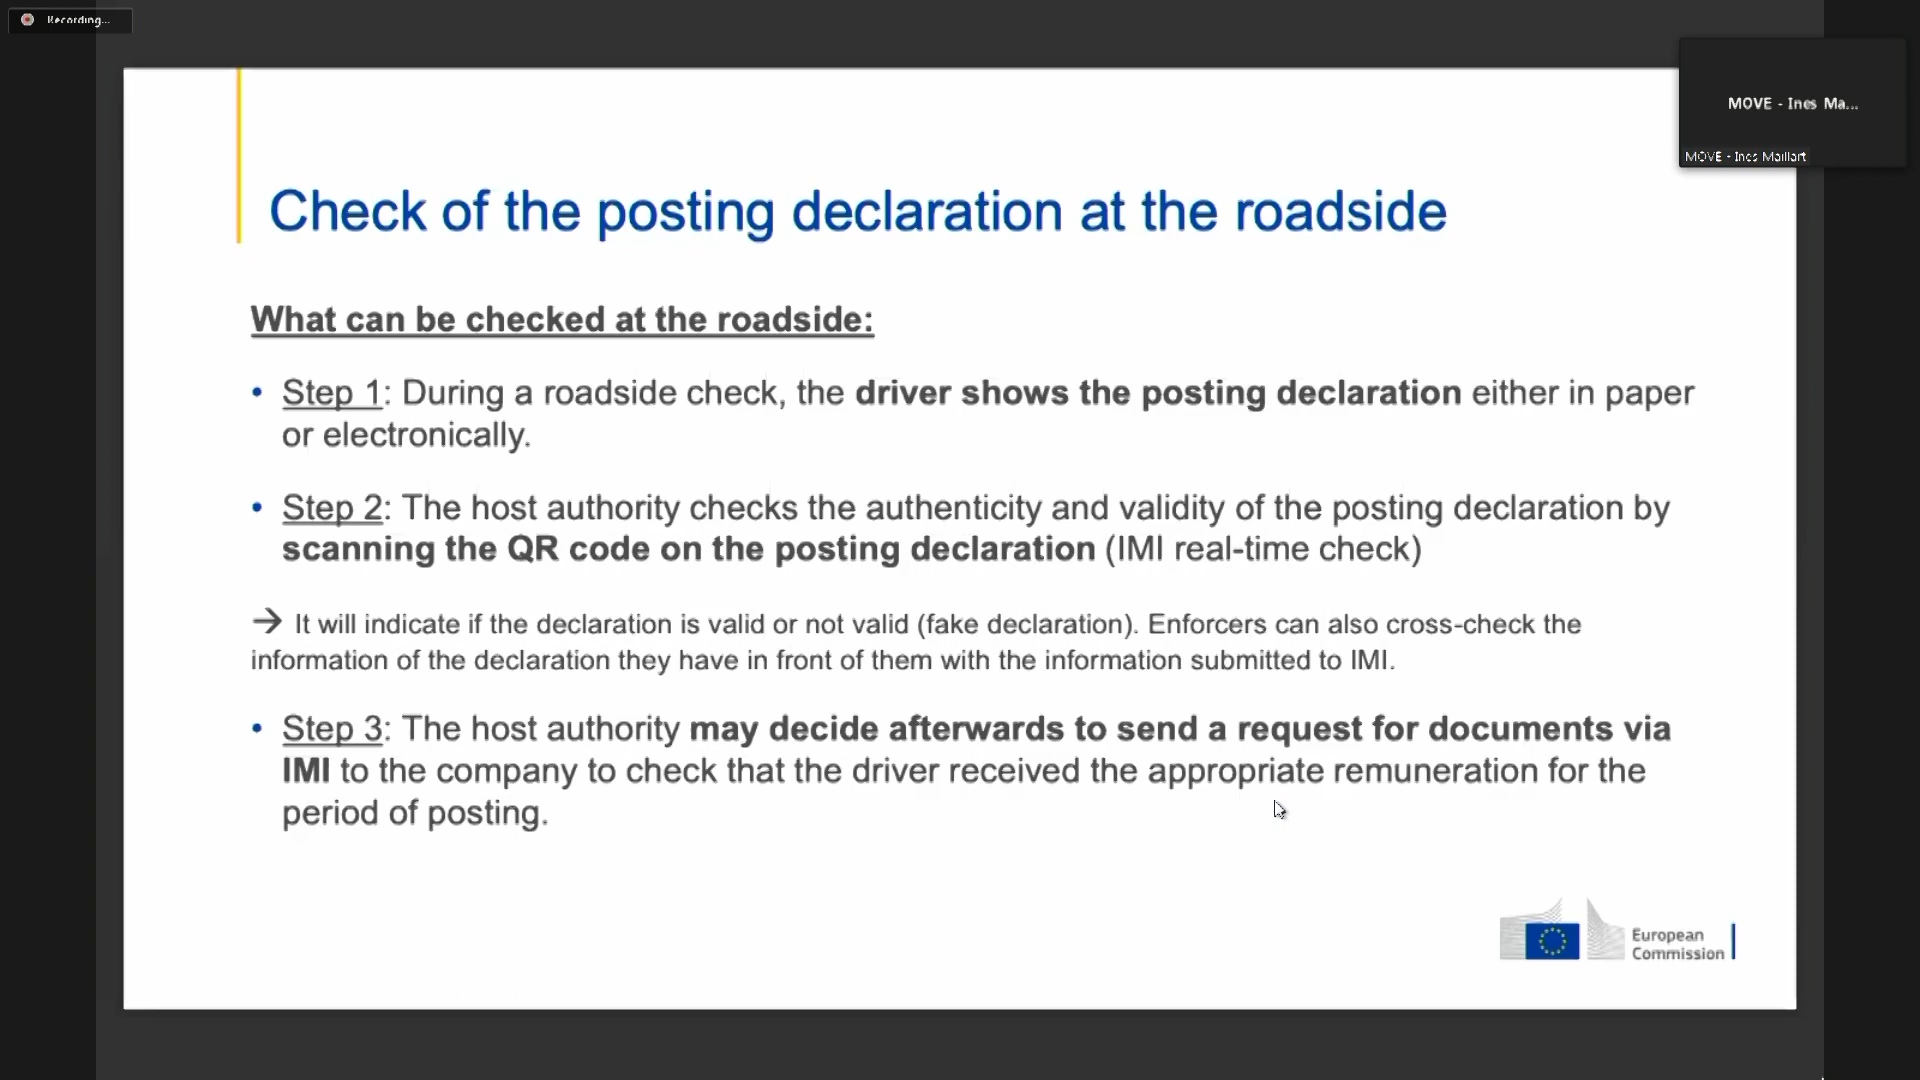 Recording...
MOVE - Ines Ma...
MOVE - Ines Maillart
Check of the posting declaration at the roadside
What can be checked at the roadside:
• Step 1: During a roadside check, the driver shows the posting declaration either in paper
or electronically.
• Step 2: The host authority checks the authenticity and validity of the posting declaration by
scanning the QR code on the posting declaration (IMI real-time check)
→ It will indicate if the declaration is valid or not valid (fake declaration). Enforcers can also cross-check the
information of the declaration they have in front of them with the information submitted to IMI.
• Step 3: The host authority may decide afterwards to send a request for documents via
IMI to the company to check that the driver received the appropriate remuneration for the
period of posting.
European
Commission